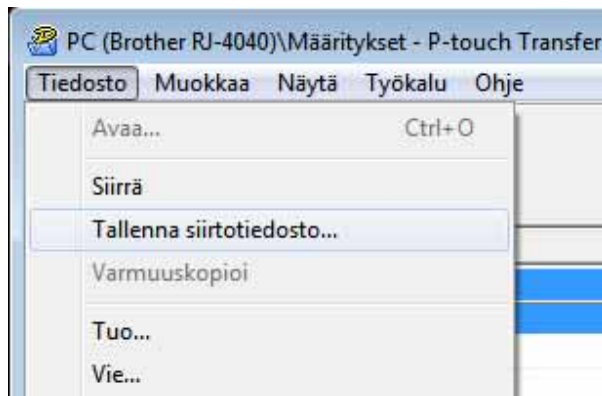 PC (Brother RJ-4040)\Määritykset - P-touch Transfer
Tiedosto Muokkaa Näytä Työkalu Ohje
Avaa... Ctrl+O
Siirrä
Tallenna siirtotiedosto...
Varmuuskopioi
Tuo...
Vie...